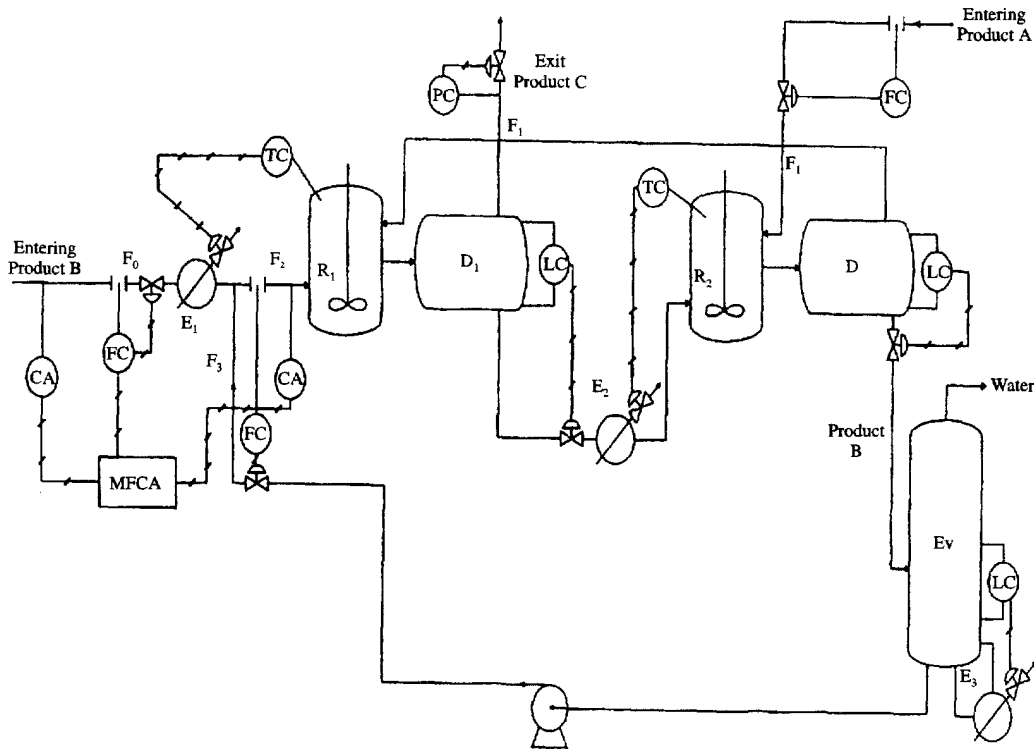 Entering
Product A
Exit
Product C
PC
FC
F1
F1
TC
TC
Entering
Product B
F0
F2
R1
D1
LC
R2
D
LC
E1
FC
F3
CA
CA
E2
Water
FC
Product
B
MFCA
Ev
LC
E3